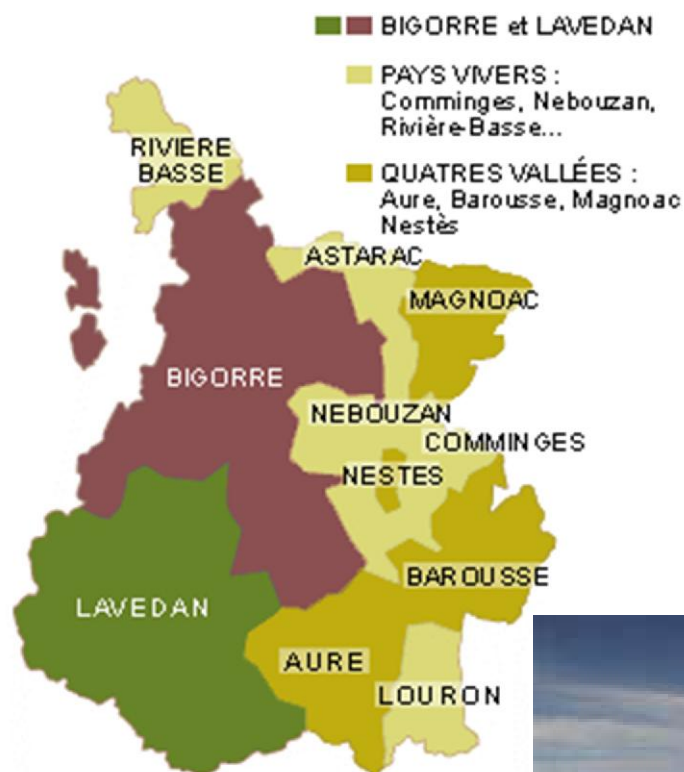 BIGORRE et LAVEDAN
PAYS VIVERS :
Comminges, Nebouzan,
Rivière-Basse...
QUATRES VALLÉES :
Aure, Barousse, Magnoac
Nestès
RIVIERE
BASSE
ASTARAC
MAGNOAC
BIGORRE
NEBOUZAN
COMMINGES
NESTES
BAROUSSE
LAVEDAN
AURE
LOURON